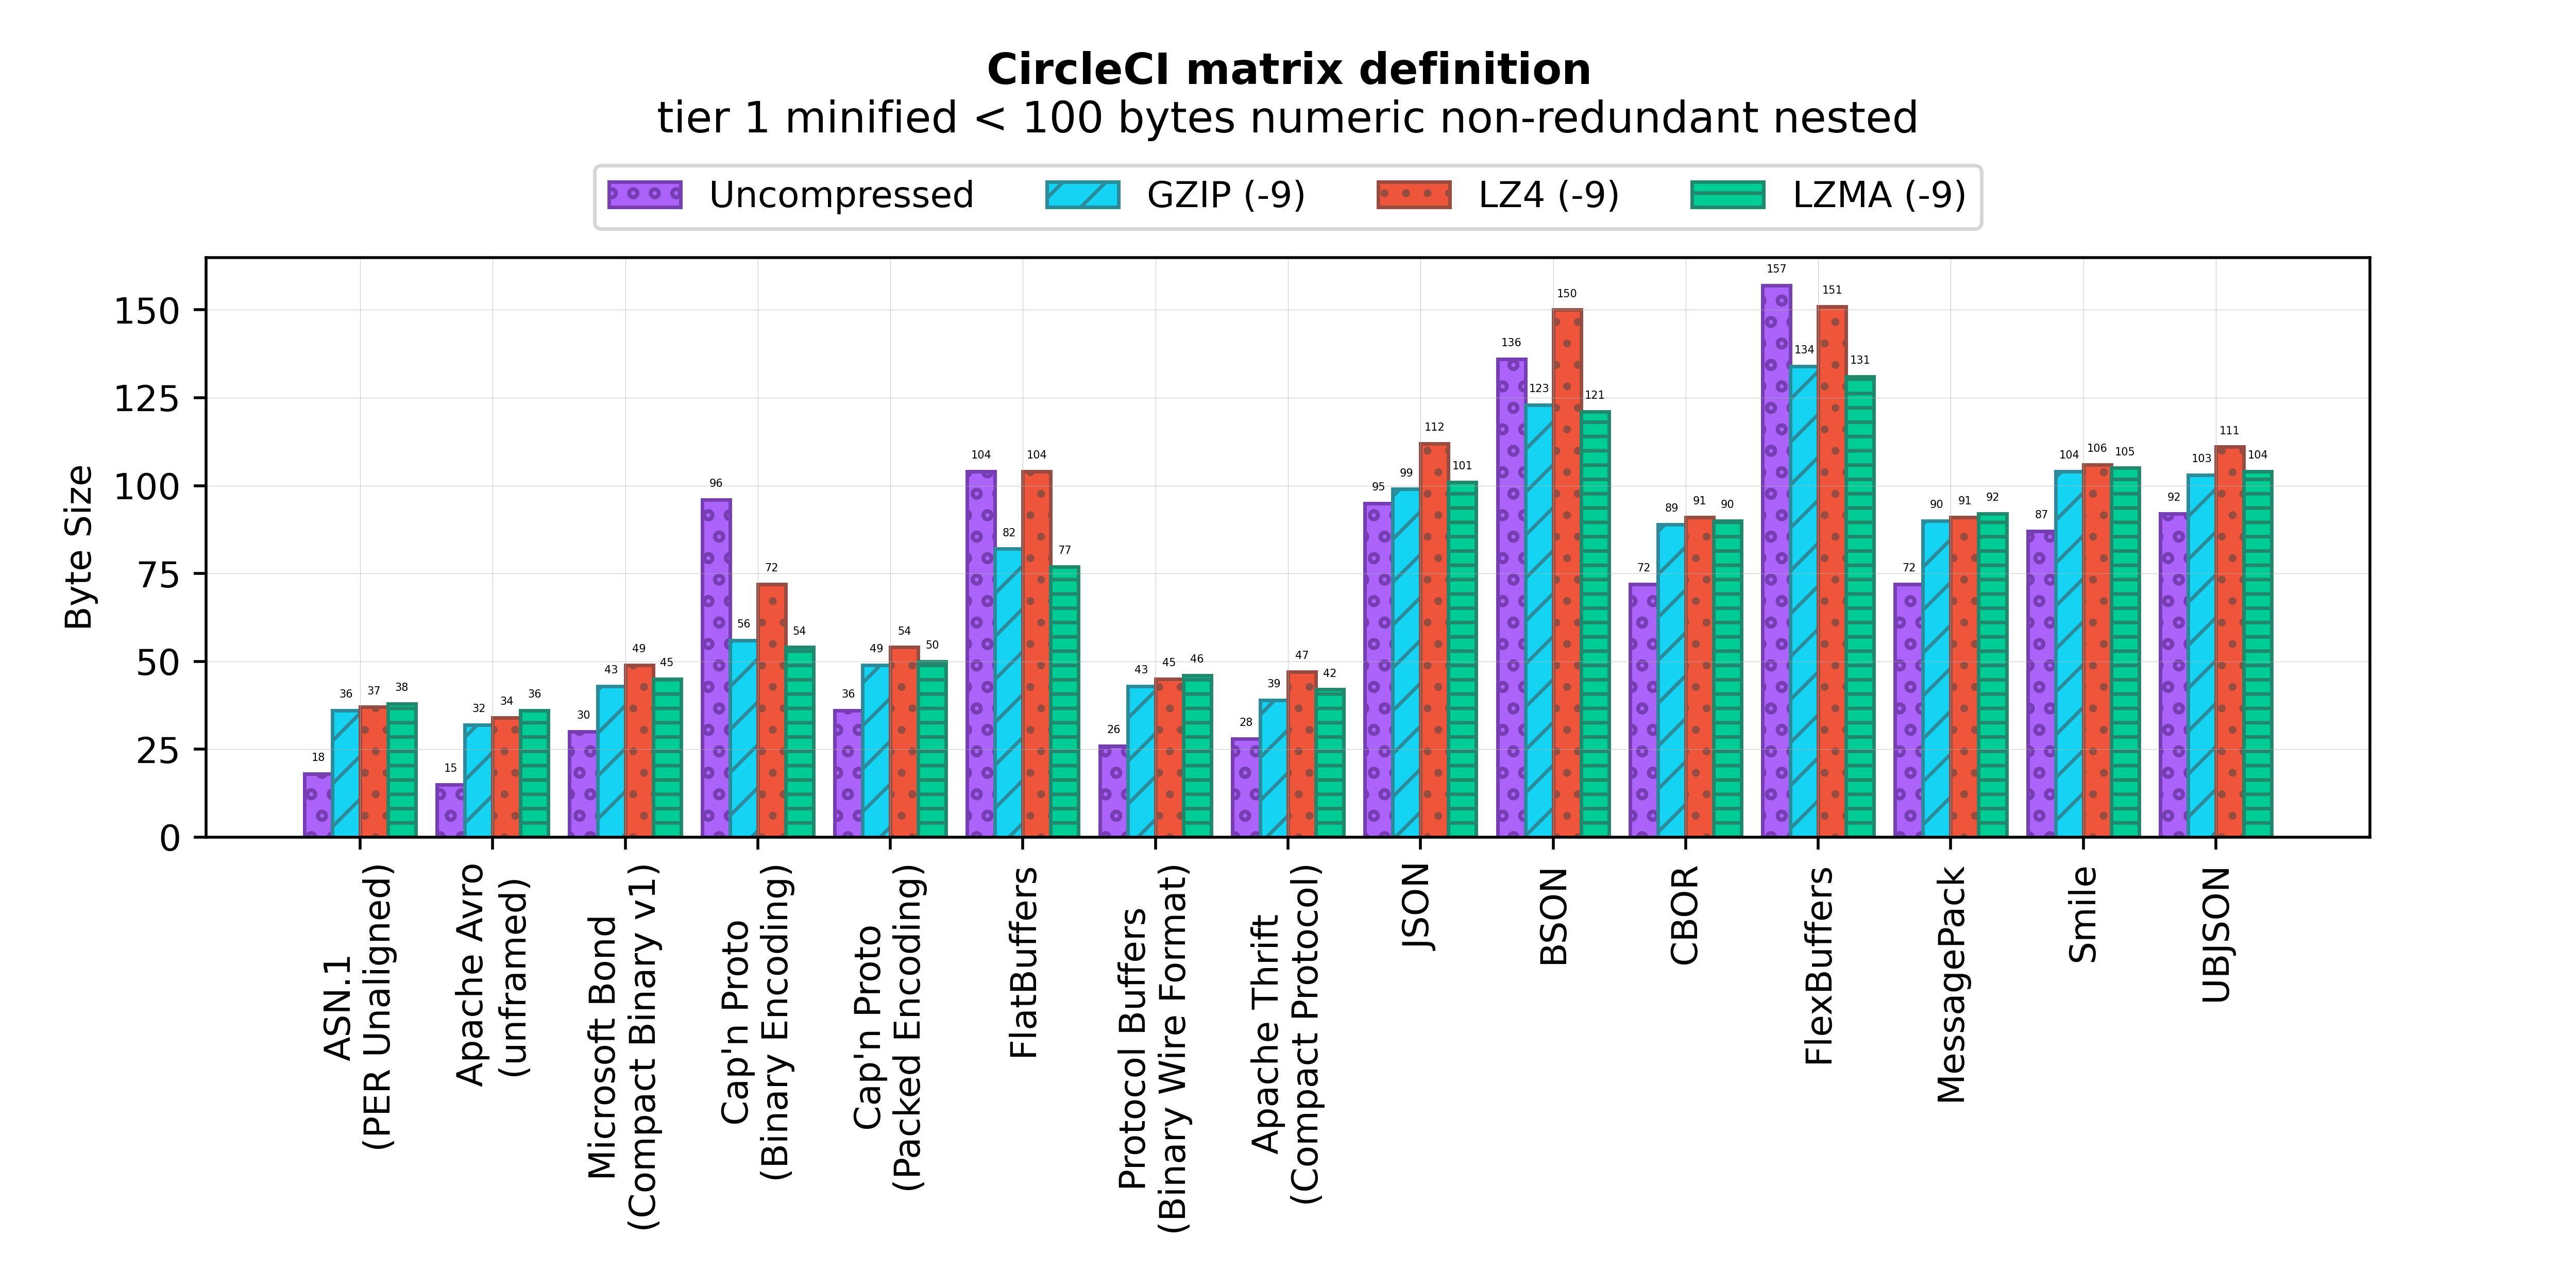 CircleCI matrix definition
tier 1 minified < 100 bytes numeric non-redundant nested
Uncompressed
GZIP (-9)
LZ4 (-9)
LZMA (-9)
Byte Size
150
125
100
75
50
25
0
18
36
37
38
15
32
34
36
30
43
49
45
96
56
72
54
36
49
54
50
104
82
104
77
26
43
45
46
28
39
47
42
95
99
112
101
136
123
150
121
72
89
91
90
157
134
151
131
72
90
91
92
87
104
106
105
92
103
111
104
ASN.1
(PER Unaligned)
Apache Avro
(unframed)
Microsoft Bond
(Compact Binary v1)
Cap'n Proto
(Binary Encoding)
Cap'n Proto
(Packed Encoding)
FlatBuffers
Protocol Buffers
(Binary Wire Format)
Apache Thrift
(Compact Protocol)
JSON
BSON
CBOR
FlexBuffers
MessagePack
Smile
UBJSON